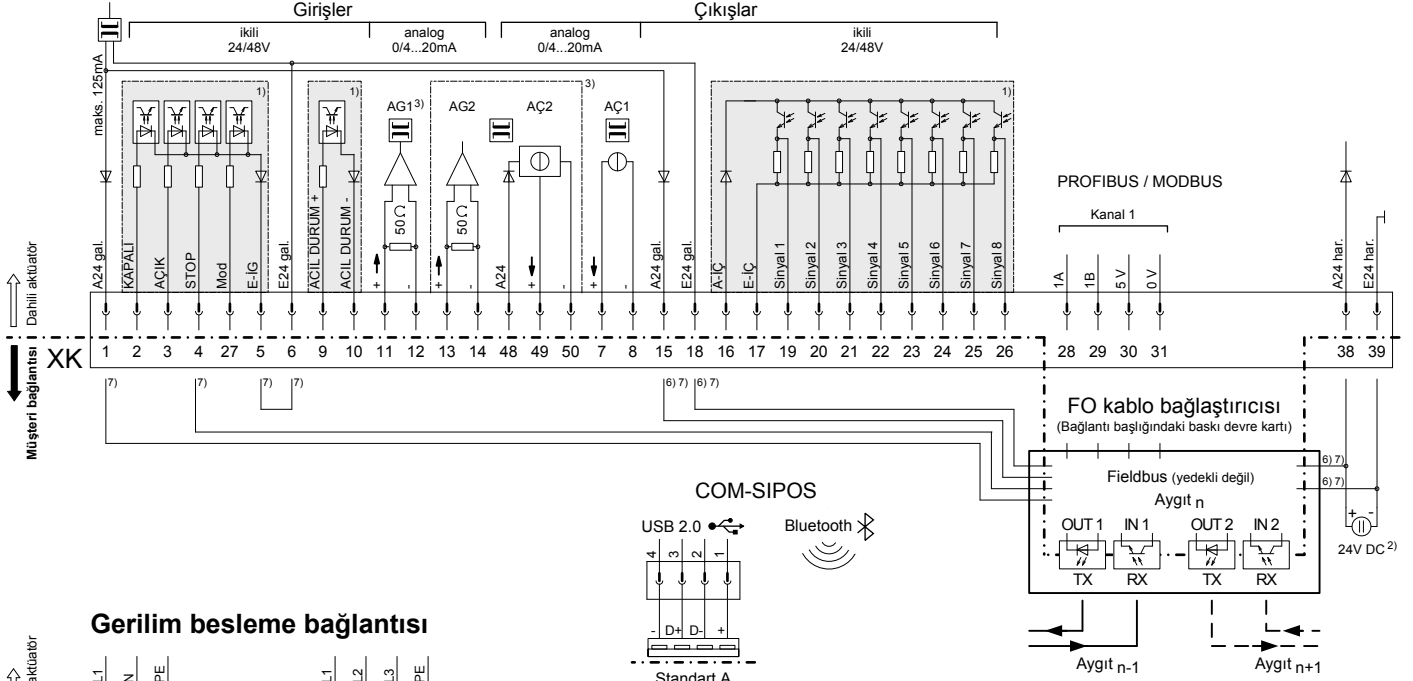 Girişler
Çıkışlar
ikili
24/48V
analog
0/4...20mA
analog
0/4...20mA
ikili
24/48V
maks. 125mA
1)
1)
3)
1)
AG1 3)
AG2
AÇ2
AÇ1
50 Ω
50 Ω
PROFIBUS / MODBUS
Kanal 1
A24 gal.
KAPALI
AÇIK
STOP
Mod
E-İG
E24 gal.
ACİL DURUM +
ACIL DURUM -
+
-
+
-
A24
+
-
+
-
A24 gal.
E24 gal.
A-İÇ
E-İÇ
Sinyal 1
Sinyal 2
Sinyal 3
Sinyal 4
Sinyal 5
Sinyal 6
Sinyal 7
Sinyal 8
1A
1B
5 V
0 V
A24 har.
E24 har.
Dahili aktüatör
Müşteri bağlantısı
XK
1 2 3 4 27 5 6 9 10 11 12 13 14 48 49 50 7 8 15 18 16 17 19 20 21 22 23 24 25 26 28 29 30 31 38 39
7) 7) 7) 7) 6) 7) 6) 7)
FO kablo bağlaştırıcısı
(Bağlantı başlığındaki baskı devre kartı)
6) 7)
6) 7)
Fieldbus (yedekli değil)
Aygıt n
OUT 1 IN 1 OUT 2 IN 2
TX RX TX RX
+ -
24V DC 2)
Aygıt n-1
Aygıt n+1
COM-SIPOS
USB 2.0
Bluetooth
4 3 2 1
- D+ D- +
Standart A
Gerilim besleme bağlantısı
aktüatör
L1
N
PE
L1
L2
L3
PE